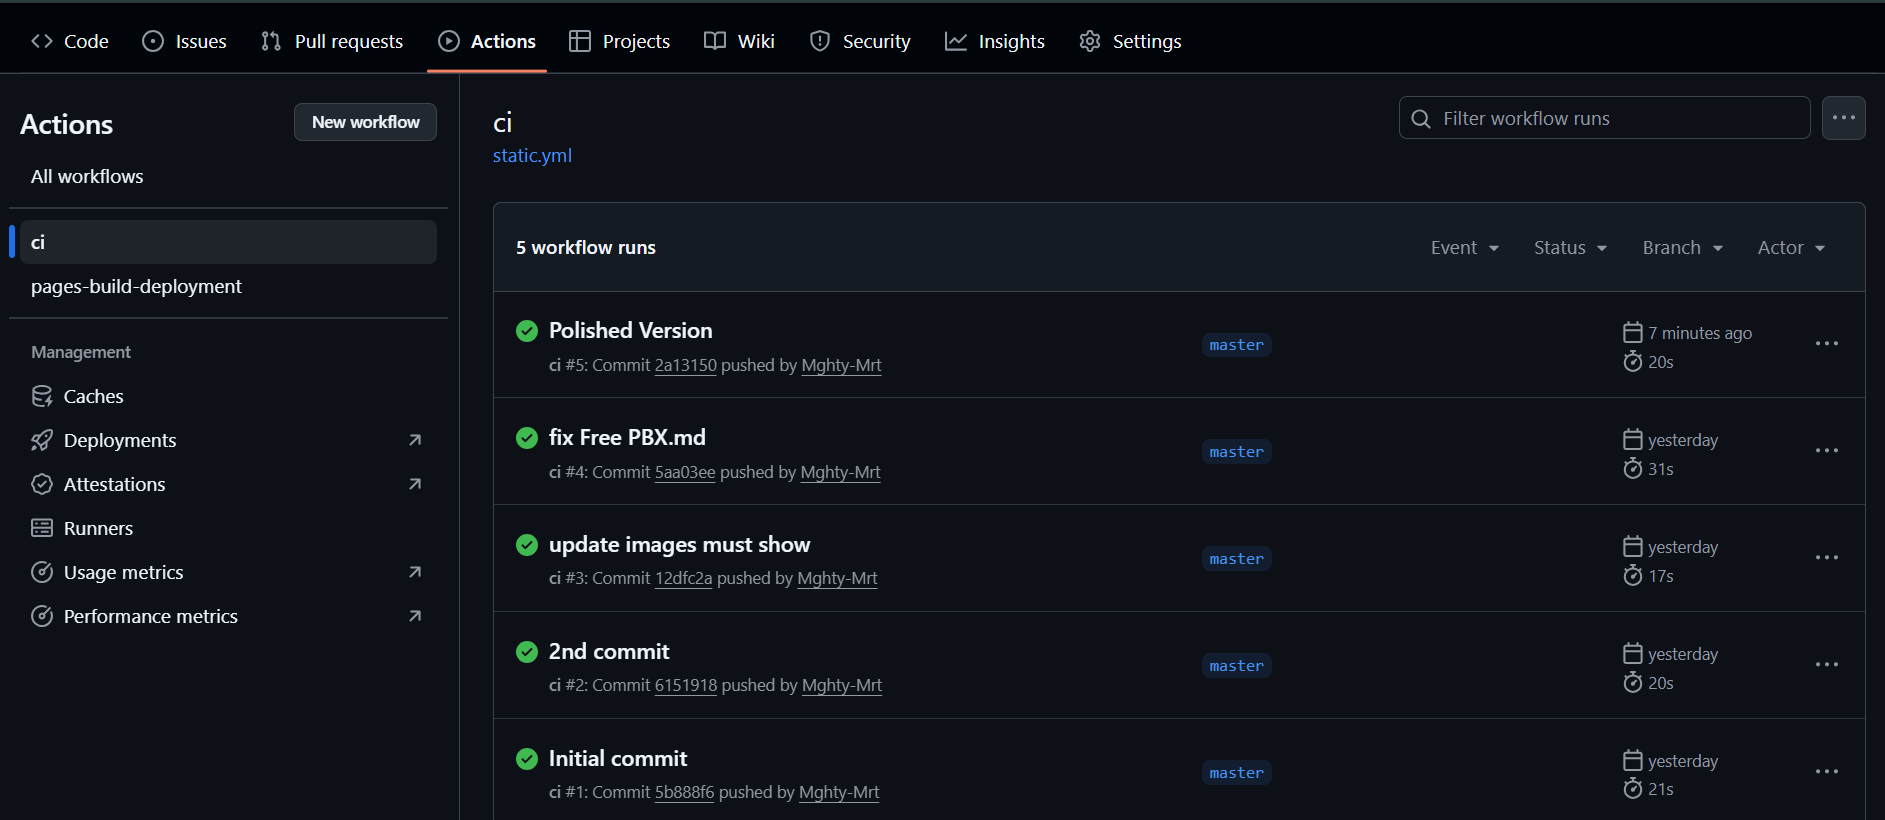 Code Issues Pull requests Actions Projects Wiki Security Insights Settings
Actions
New workflow
All workflows
ci
pages-build-deployment
Management
Caches
Deployments
Attestations
Runners
Usage metrics
Performance metrics
ci
static.yml
Filter workflow runs
5 workflow runs
Event Status Branch Actor
Polished Version
ci #5: Commit 2a13150 pushed by Mghty-Mrt
master
7 minutes ago
20s
fix Free PBX.md
ci #4: Commit 5aa03ee pushed by Mghty-Mrt
master
yesterday
31s
update images must show
ci #3: Commit 12dfc2a pushed by Mghty-Mrt
master
yesterday
17s
2nd commit
ci #2: Commit 6151918 pushed by Mghty-Mrt
master
yesterday
20s
Initial commit
ci #1: Commit 5b888f6 pushed by Mghty-Mrt
master
yesterday
21s